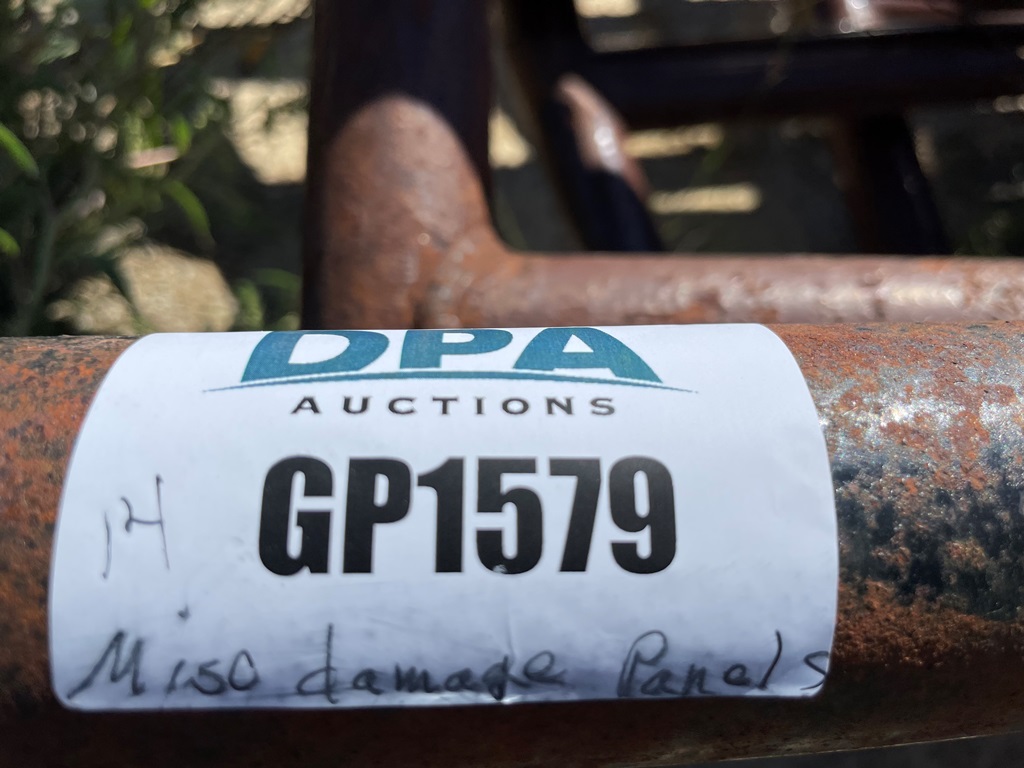 DPA
AUCTIONS
14
GP1579
Misc damage Panels